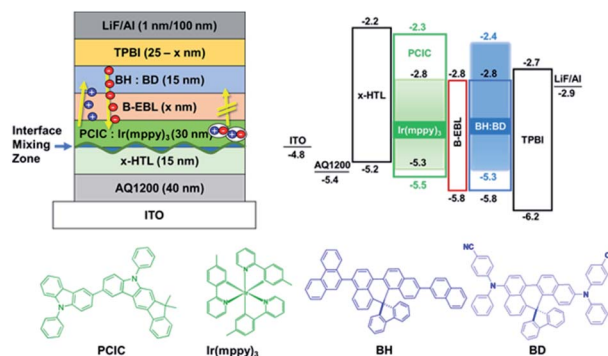 LiF/Al (1 nm/100 nm)
TPBI (25 – x nm)
BH : BD (15 nm)
B-EBL (x nm)
PCIC : Ir(mppy)₃(30 nm)
Interface
Mixing
Zone
x-HTL (15 nm)
AQ1200 (40 nm)
ITO
ITO
-4.8
AQ1200
-5.4
-2.2
x-HTL
-5.2
-2.3
PCIC
-2.8
Ir(mppy)₃
-5.3
-5.5
-2.8
B-EBL
-5.8
-2.4
-2.8
BH:BD
-5.3
-5.8
-2.7
TPBI
-6.2
LiF/Al
-2.9
N
N
PCIC
N
N
Ir
Ir(mppy)₃
BH
NC
N
N
BD